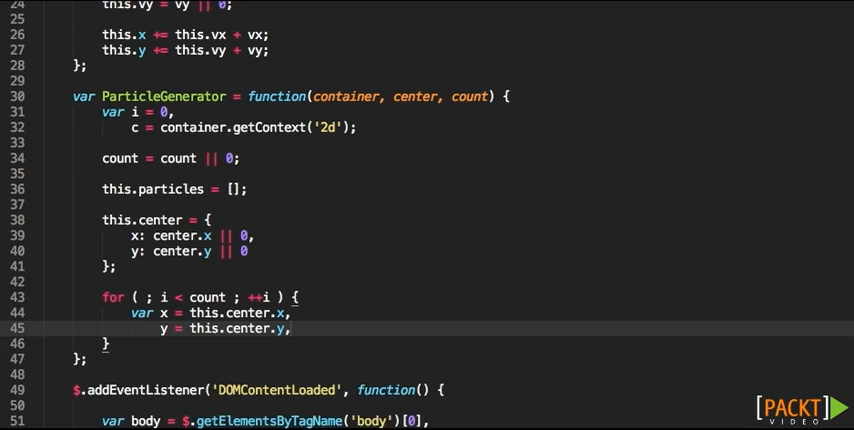 24 this.vy = vy || 0;
25
26 this.x += this.vx + vx;
27 this.y += this.vy + vy;
28 };
29
30 var ParticleGenerator = function(container, center, count) {
31 var i = 0,
32 c = container.getContext('2d');
33
34 count = count || 0;
35
36 this.particles = [];
37
38 this.center = {
39 x: center.x || 0,
40 y: center.y || 0
41 };
42
43 for ( ; i < count ; ++i ) {
44 var x = this.center.x,
45 y = this.center.y,
46 }
47 };
48
49 $.addEventListener('DOMContentLoaded', function() {
50
51 var body = $.getElementsByTagName('body')[0],
[PACKT]
VIDEO